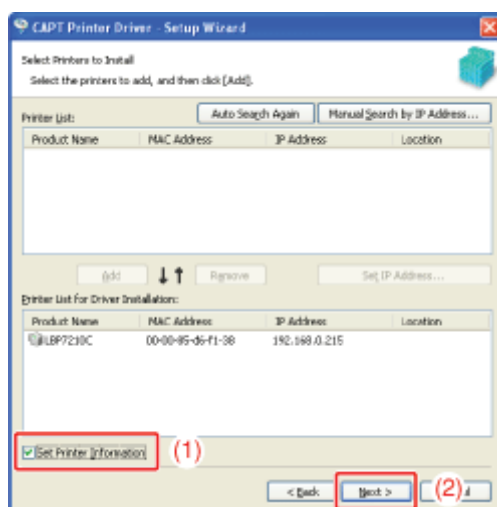 CAPT Printer Driver - Setup Wizard
Select Printers to Install
Select the printers to add, and then click [Add].
Printer List: Auto Search Again Manual Search by IP Address...
Product Name MAC Address IP Address Location
Add Remove Set IP Address...
Printer List for Driver Installation:
Product Name MAC Address IP Address Location
LBP7210C 00-00-85-d6-f1-38 192.168.0.215
Set Printer Information (1)
< Back Next > (2)